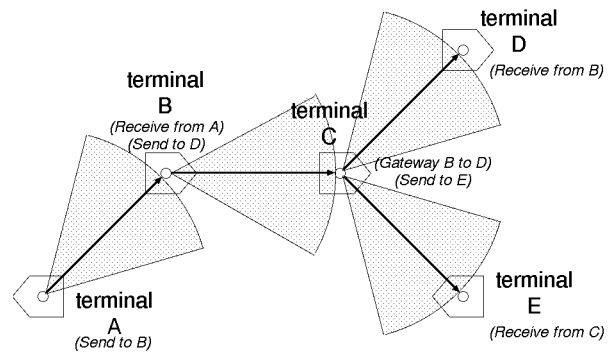 terminal
D
(Receive from B)
terminal
B
(Receive from A)
(Send to D)
terminal
C
(Gateway B to D)
(Send to E)
terminal
A
(Send to B)
terminal
E
(Receive from C)